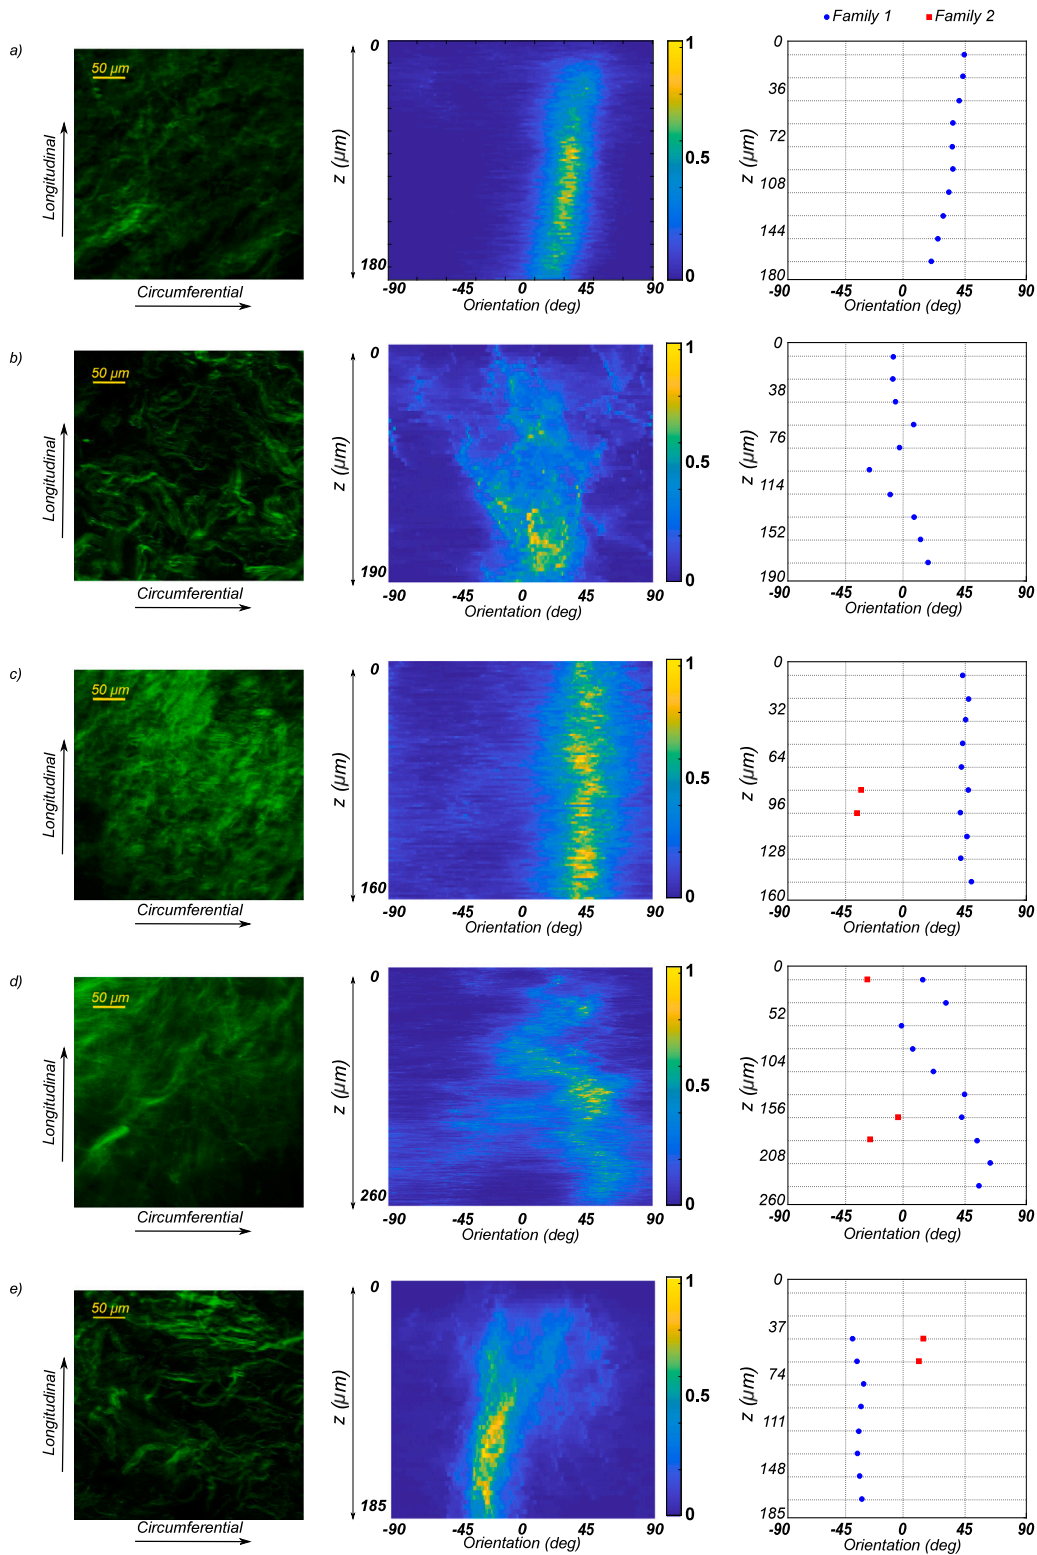 Family 1 Family 2
a)
50 µm
Longitudinal
Circumferential
0
z (µm)
180
-90 -45 0 45 90
Orientation (deg)
1
0.5
0
0
36
72
108
144
180
z (µm)
-90 -45 0 45 90
Orientation (deg)
b)
50 µm
Longitudinal
Circumferential
0
z (µm)
190
-90 -45 0 45 90
Orientation (deg)
1
0.5
0
0
38
76
114
152
190
z (µm)
-90 -45 0 45 90
Orientation (deg)
c)
50 µm
Longitudinal
Circumferential
0
z (µm)
160
-90 -45 0 45 90
Orientation (deg)
1
0.5
0
0
32
64
96
128
160
z (µm)
-90 -45 0 45 90
Orientation (deg)
d)
50 µm
Longitudinal
Circumferential
0
z (µm)
260
-90 -45 0 45 90
Orientation (deg)
1
0.5
0
0
52
104
156
208
260
z (µm)
-90 -45 0 45 90
Orientation (deg)
e)
50 µm
Longitudinal
Circumferential
0
z (µm)
185
-90 -45 0 45 90
Orientation (deg)
1
0.5
0
0
37
74
111
148
185
z (µm)
-90 -45 0 45 90
Orientation (deg)